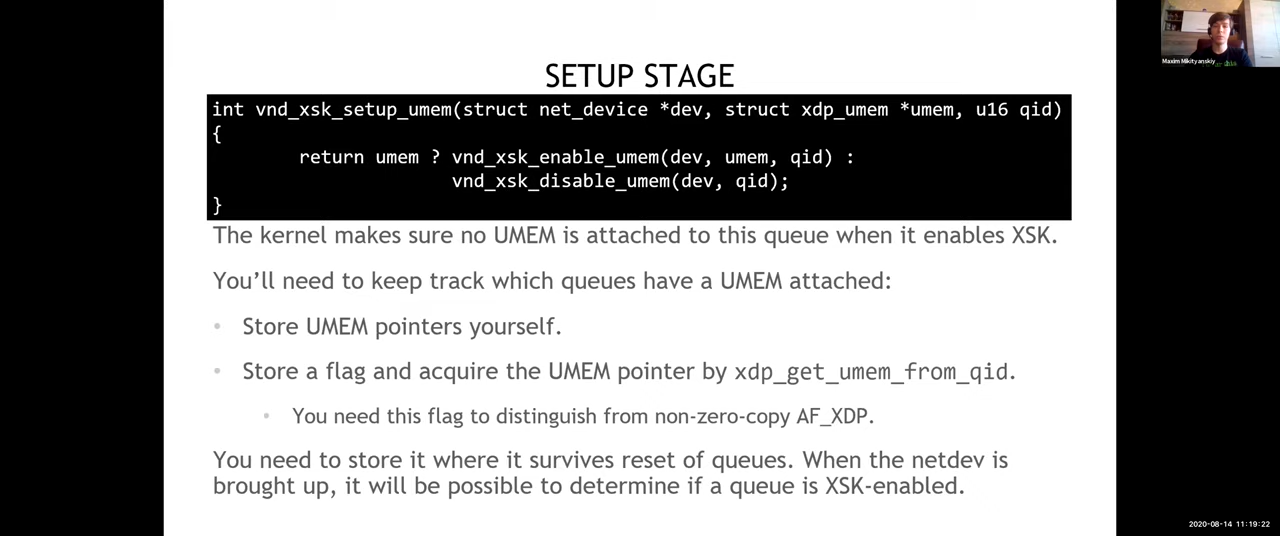 SETUP STAGE
int vnd_xsk_setup_umem(struct net_device *dev, struct xdp_umem *umem, u16 qid)
{
return umem ? vnd_xsk_enable_umem(dev, umem, qid) :
vnd_xsk_disable_umem(dev, qid);
}
The kernel makes sure no UMEM is attached to this queue when it enables XSK.
You’ll need to keep track which queues have a UMEM attached:
• Store UMEM pointers yourself.
• Store a flag and acquire the UMEM pointer by xdp_get_umem_from_qid.
• You need this flag to distinguish from non-zero-copy AF_XDP.
You need to store it where it survives reset of queues. When the netdev is
brought up, it will be possible to determine if a queue is XSK-enabled.
Maxim Mikityanskiy
2020-08-14 11:19:22